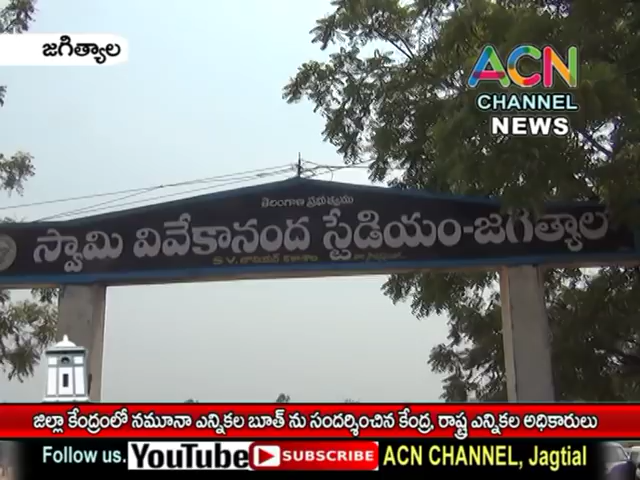 జగిత్యాల
ACN
CHANNEL
NEWS
తెలంగాణ ప్రభుత్వం
స్వామి వివేకానంద స్టేడియం-జగిత్యాల
S.V.
జిల్లా కేంద్రంలో నమూనా ఎన్నికల బూత్ ను సందర్శించిన కేంద్ర, రాష్ట్ర ఎన్నికల అధికారులు
Follow us. YouTube SUBSCRIBE ACN CHANNEL, Jagtial